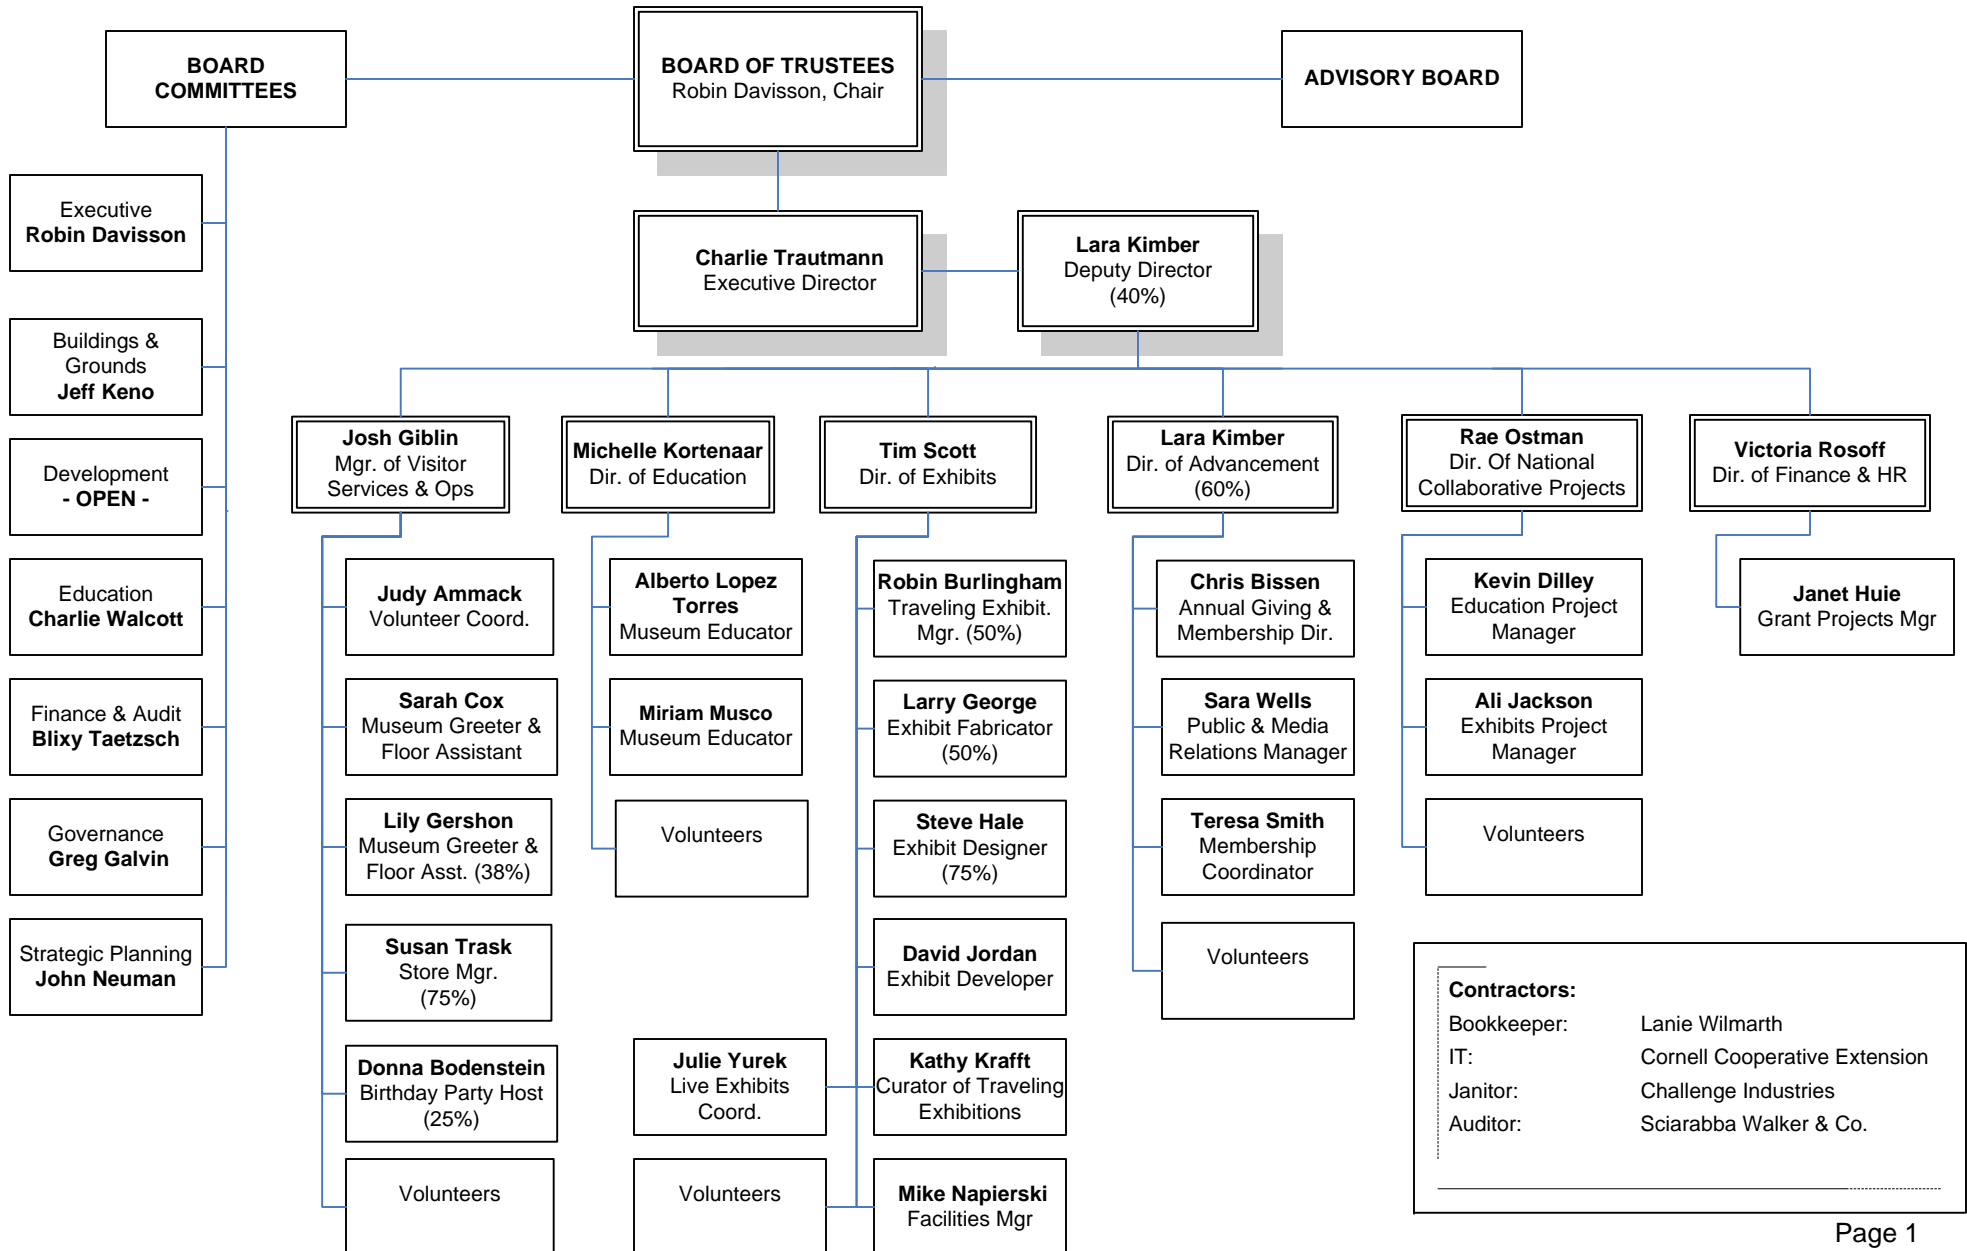 BOARD
COMMITTEES
BOARD OF TRUSTEES
Robin Davisson, Chair
ADVISORY BOARD
Executive
Robin Davisson
Buildings &
Grounds
Jeff Keno
Development
- OPEN -
Education
Charlie Walcott
Finance & Audit
Blixy Taetzsch
Governance
Greg Galvin
Strategic Planning
John Neuman
Charlie Trautmann
Executive Director
Lara Kimber
Deputy Director
(40%)
Josh Giblin
Mgr. of Visitor
Services & Ops
Judy Ammack
Volunteer Coord.
Sarah Cox
Museum Greeter &
Floor Assistant
Lily Gershon
Museum Greeter &
Floor Asst. (38%)
Susan Trask
Store Mgr.
(75%)
Donna Bodenstein
Birthday Party Host
(25%)
Volunteers
Michelle Kortenaar
Dir. of Education
Alberto Lopez
Torres
Museum Educator
Miriam Musco
Museum Educator
Volunteers
Tim Scott
Dir. of Exhibits
Robin Burlingham
Traveling Exhibit.
Mgr. (50%)
Larry George
Exhibit Fabricator
(50%)
Steve Hale
Exhibit Designer
(75%)
David Jordan
Exhibit Developer
Julie Yurek
Live Exhibits
Coord.
Kathy Krafft
Curator of Traveling
Exhibitions
Volunteers
Mike Napierski
Facilities Mgr
Lara Kimber
Dir. of Advancement
(60%)
Chris Bissen
Annual Giving &
Membership Dir.
Sara Wells
Public & Media
Relations Manager
Teresa Smith
Membership
Coordinator
Volunteers
Rae Ostman
Dir. Of National
Collaborative Projects
Kevin Dilley
Education Project
Manager
Ali Jackson
Exhibits Project
Manager
Volunteers
Victoria Rosoff
Dir. of Finance & HR
Janet Huie
Grant Projects Mgr
Contractors:
Bookkeeper: Lanie Wilmarth
IT: Cornell Cooperative Extension
Janitor: Challenge Industries
Auditor: Sciarabba Walker & Co.
Page 1